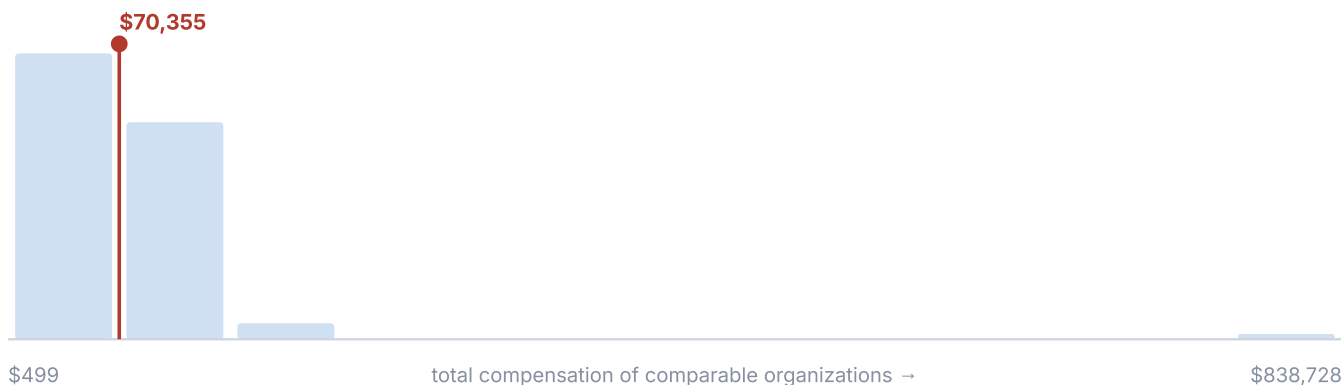 $70,355
$499 total compensation of comparable organizations → $838,728